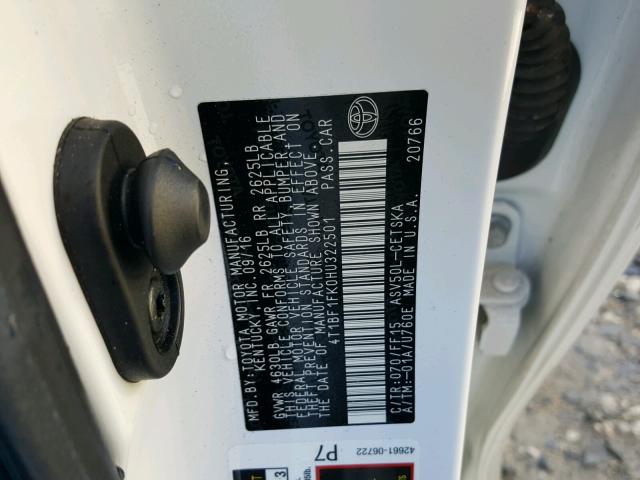 MFD.BY:TOYOTA MOTOR MANUFACTURING,
KENTUCKY, INC. 09/16
GVWR 4630LB GAWR FR 2625LB RR 2625LB
THIS VEHICLE CONFORMS TO ALL APPLICABLE
FEDERAL MOTOR VEHICLE SAFETY, BUMPER AND
THEFT PREVENTION STANDARDS IN EFFECT ON
THE DATE OF MANUFACTURE SHOWN ABOVE.
4T1BF1FK0HU322501 PASS.CAR
C/TR:070/FF15 ASV50L-CETSKA
A/TM:-01A/U760E MADE IN U.S.A. 20766
42661-06722
P7
3